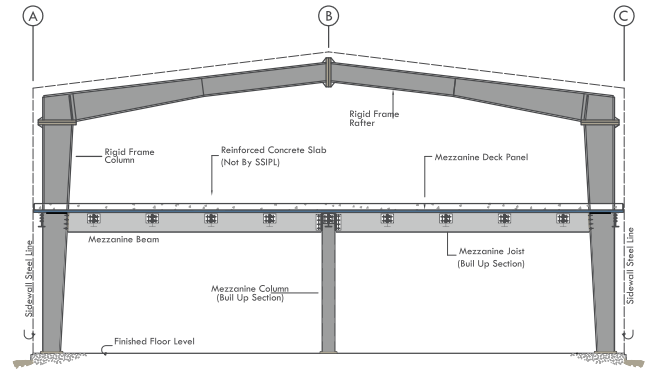 A
B
C
Rigid Frame
Rafter
Rigid Frame
Column
Reinforced Concrete Slab
(Not By SSIPL)
Mezzanine Deck Panel
Mezzanine Beam
Mezzanine Joist
(Buil Up Section)
Mezzanine Column
(Buil Up Section)
Sidewall Steel Line
Sidewall Steel Line
Finished Floor Level